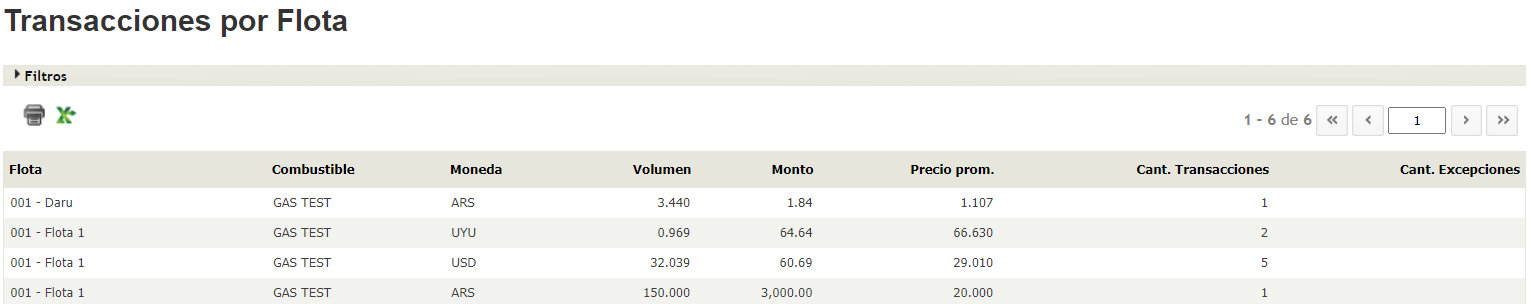 Transacciones por Flota
Filtros
1 - 6 de 6 « ‹ 1 › »
Flota Combustible Moneda Volumen Monto Precio prom. Cant. Transacciones Cant. Excepciones
001 - Daru GAS TEST ARS 3.440 1.84 1.107 1
001 - Flota 1 GAS TEST UYU 0.969 64.64 66.630 2
001 - Flota 1 GAS TEST USD 32.039 60.69 29.010 5
001 - Flota 1 GAS TEST ARS 150.000 3,000.00 20.000 1